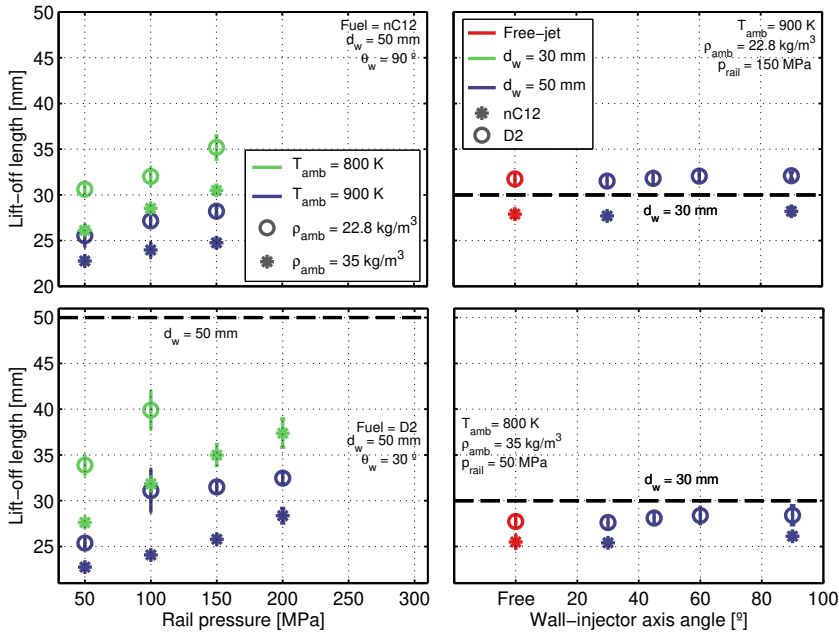 50
45
40
35
30
25
20
Lift-off length [mm]
Fuel = nC12
d_w = 50 mm
θ_w = 90 º
T_amb = 800 K
T_amb = 900 K
ρ_amb = 22.8 kg/m³
ρ_amb = 35 kg/m³
Free-jet
d_w = 30 mm
d_w = 50 mm
nC12
D2
T_amb = 900 K
ρ_amb = 22.8 kg/m³
p_rail = 150 MPa
d_w = 30 mm
50
45
40
35
30
25
Lift-off length [mm]
d_w = 50 mm
Fuel = D2
d_w = 50 mm
θ_w = 30 º
50 100 150 200 250 300
Rail pressure [MPa]
T_amb = 800 K
ρ_amb = 35 kg/m³
p_rail = 50 MPa
d_w = 30 mm
Free 20 40 60 80 100
Wall-injector axis angle [º]